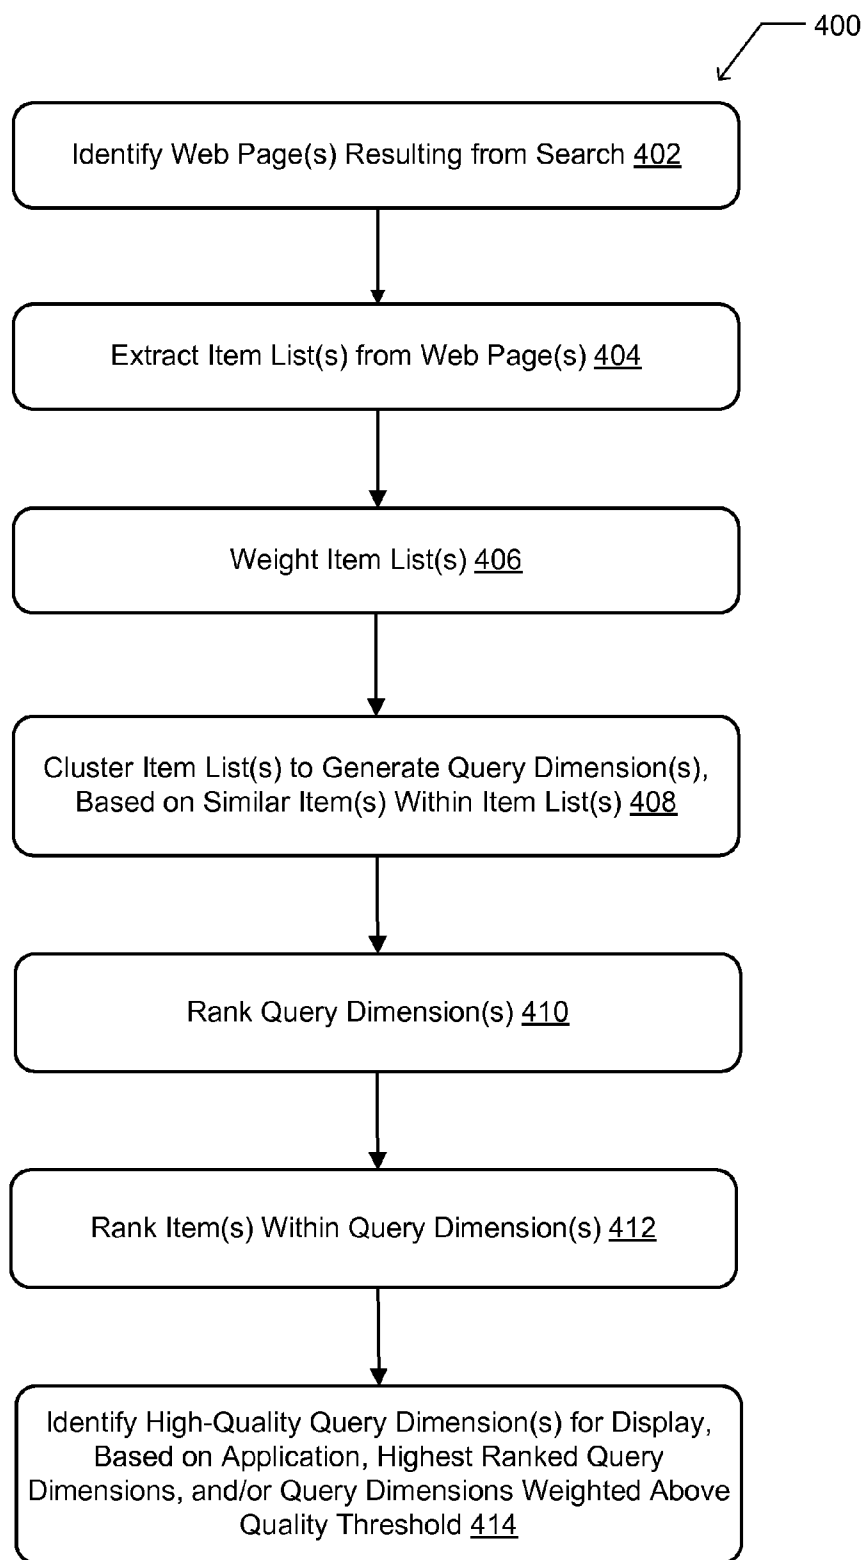 400
Identify Web Page(s) Resulting from Search 402
Extract Item List(s) from Web Page(s) 404
Weight Item List(s) 406
Cluster Item List(s) to Generate Query Dimension(s),
Based on Similar Item(s) Within Item List(s) 408
Rank Query Dimension(s) 410
Rank Item(s) Within Query Dimension(s) 412
Identify High-Quality Query Dimension(s) for Display,
Based on Application, Highest Ranked Query
Dimensions, and/or Query Dimensions Weighted Above
Quality Threshold 414